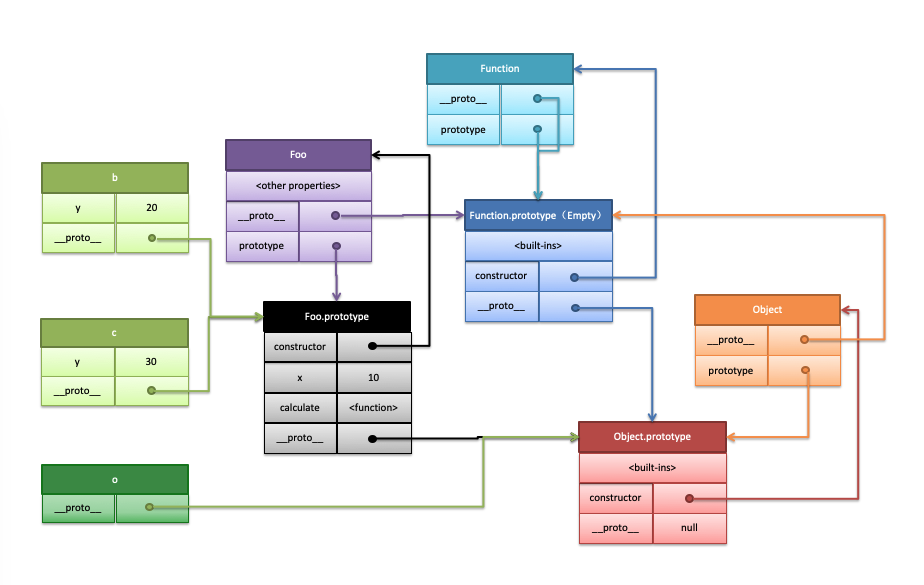 Function
__proto__
prototype
Foo
<other properties>
__proto__
prototype
b
y 20
__proto__
Function.prototype（Empty）
<built-ins>
constructor
__proto__
Foo.prototype
constructor
x 10
calculate <function>
__proto__
Object
__proto__
prototype
c
y 30
__proto__
Object.prototype
<built-ins>
constructor
__proto__ null
o
__proto__